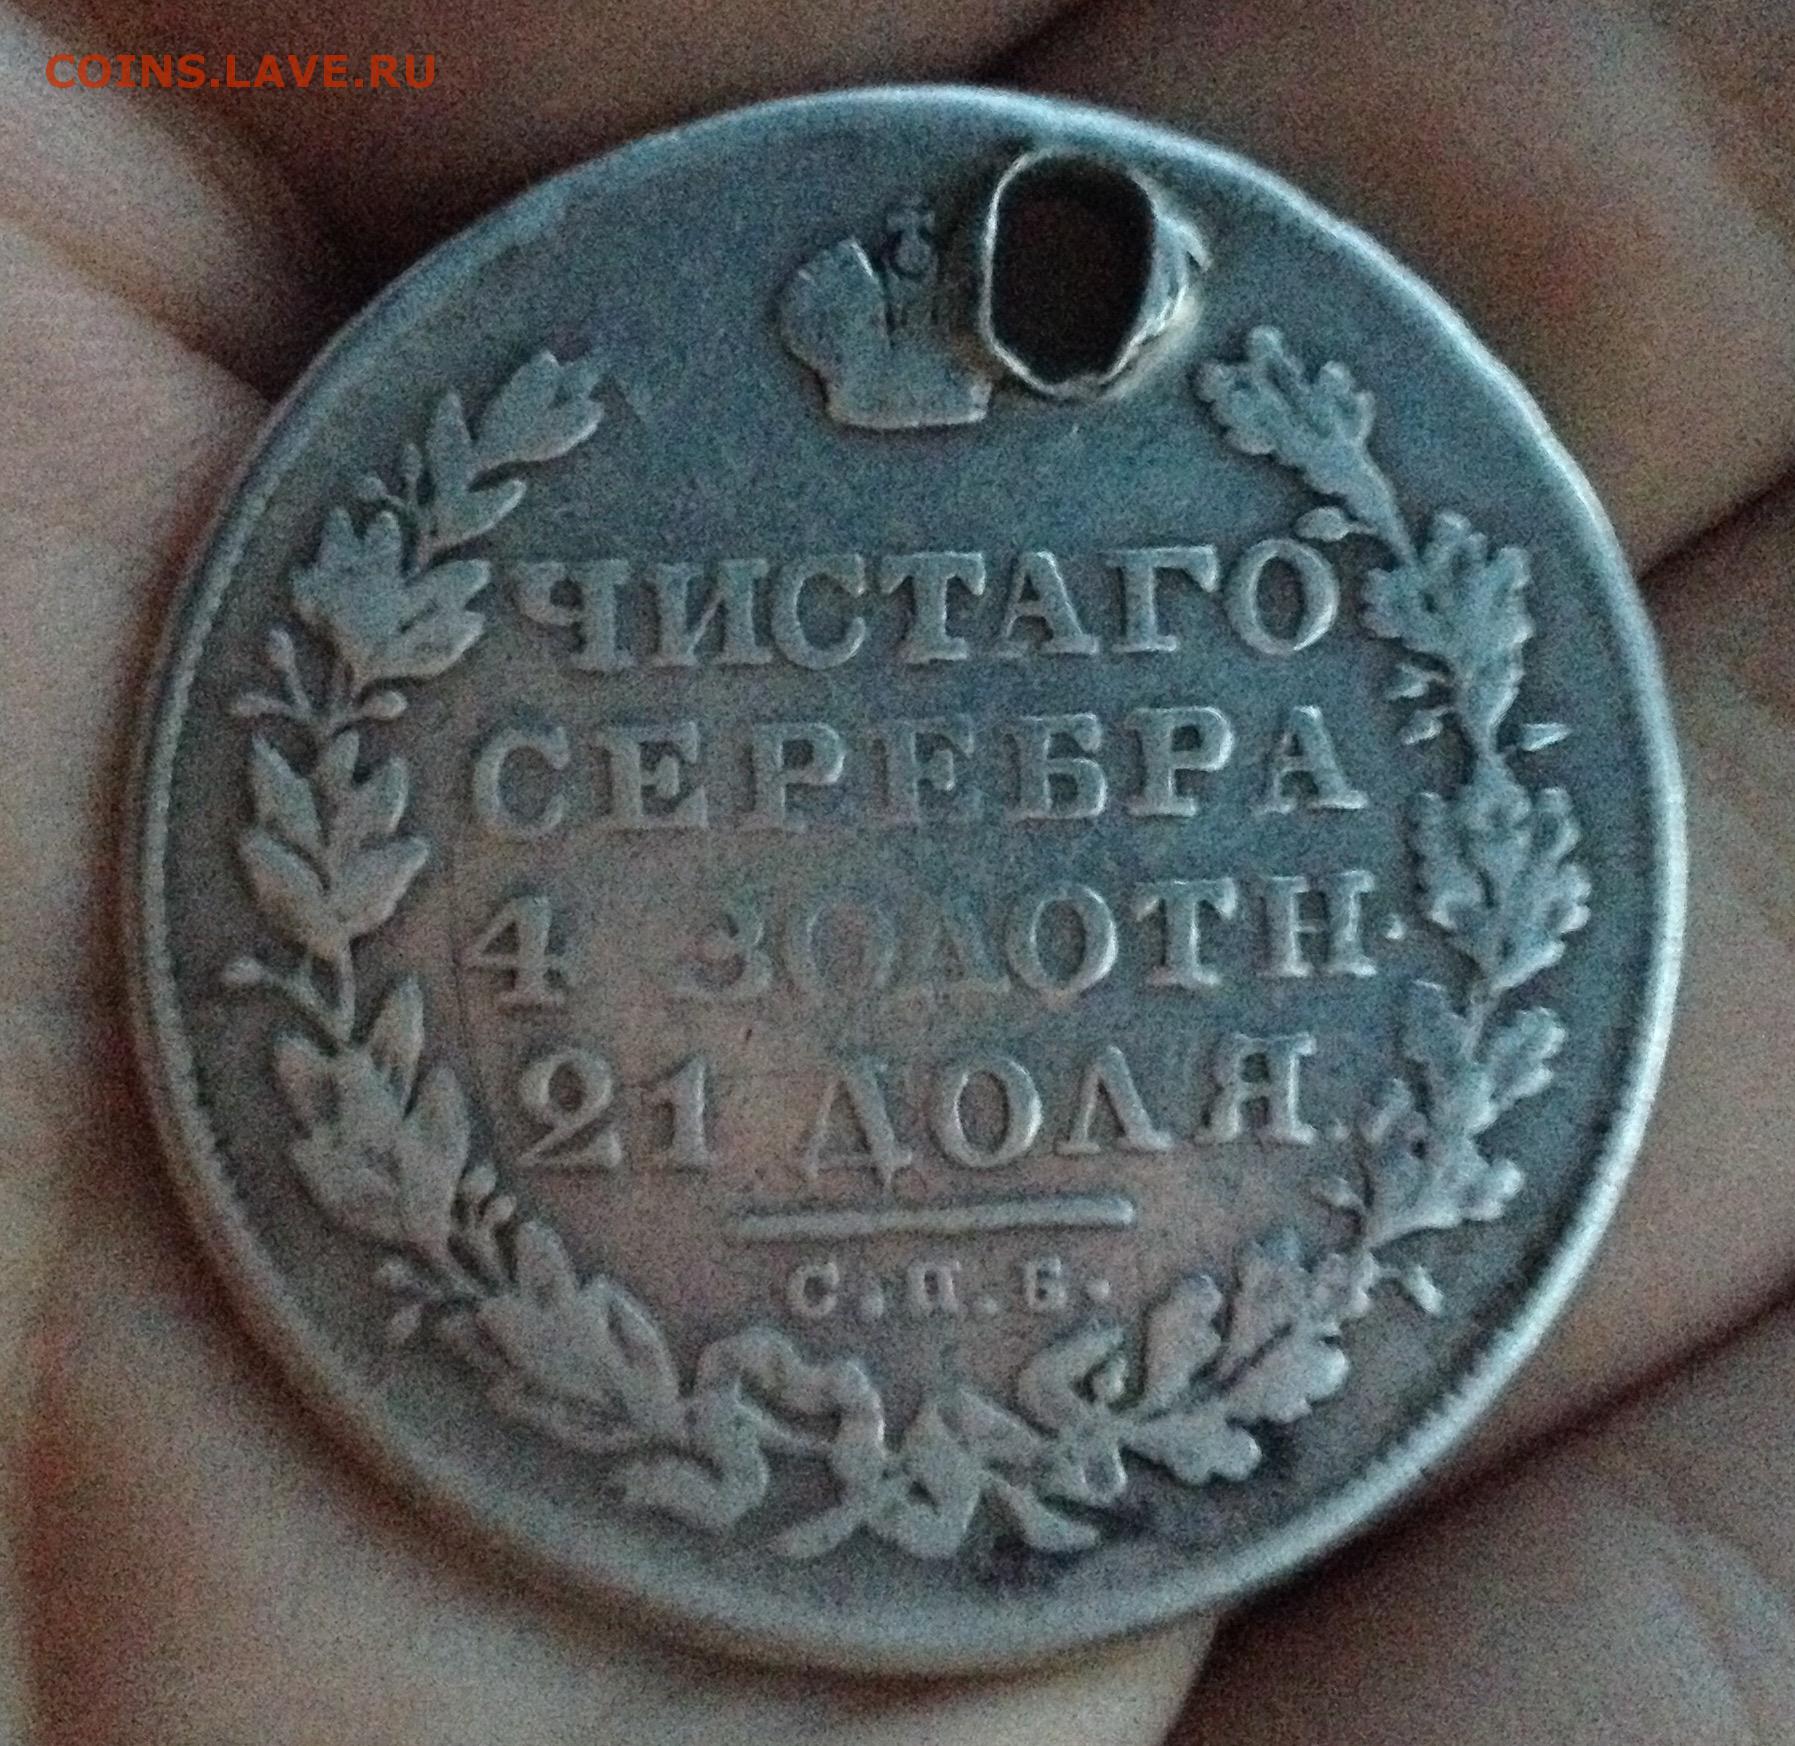 COINS.LAVE.RU
ЧИСТАГО
СЕРЕБРА
4 ЗОЛОТН.
21 ДОЛЯ.
С.П.Б.